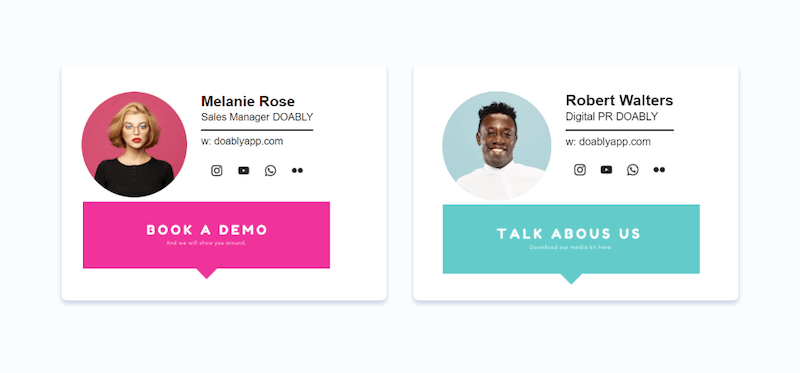 Melanie Rose
Sales Manager DOABLY
w: doablyapp.com
BOOK A DEMO
And we will show you around.
Robert Walters
Digital PR DOABLY
w: doablyapp.com
TALK ABOUS US
Download our media kit here.